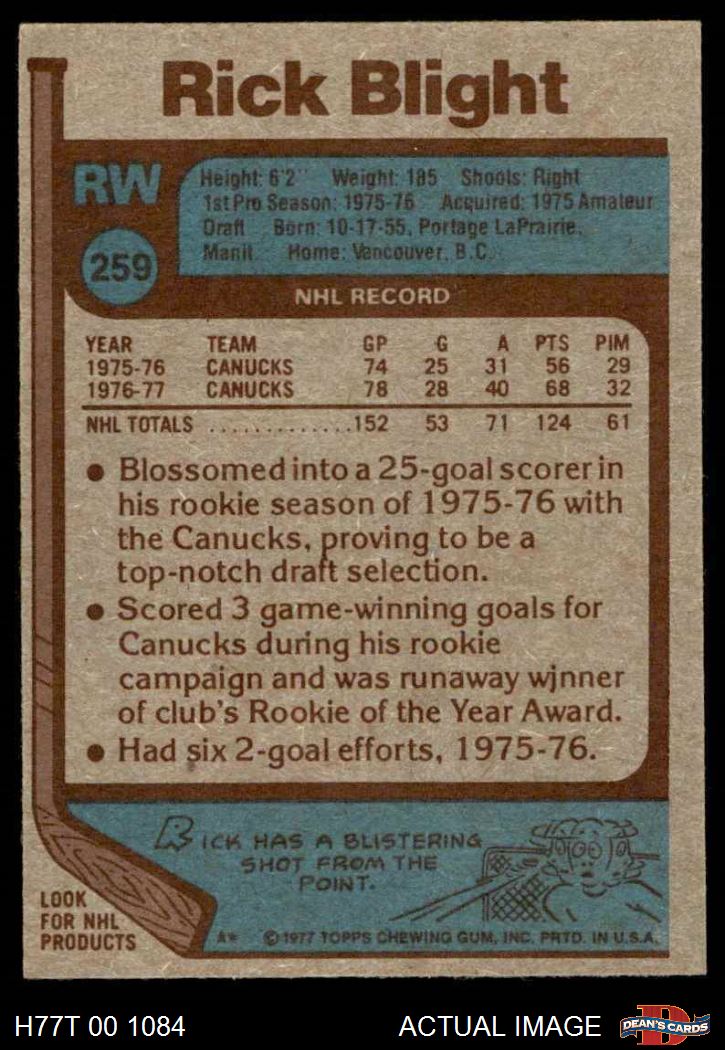 Rick Blight
RW
Height: 6'2" Weight: 185 Shoots: Right
1st Pro Season: 1975-76 Acquired: 1975 Amateur
Draft Born: 10-17-55, Portage LaPrairie,
Manit. Home: Vancouver, B.C.
259
NHL RECORD
YEAR TEAM GP G A PTS PIM
1975-76 CANUCKS 74 25 31 56 29
1976-77 CANUCKS 78 28 40 68 32
NHL TOTALS ............. 152 53 71 124 61
● Blossomed into a 25-goal scorer in
his rookie season of 1975-76 with
the Canucks, proving to be a
top-notch draft selection.
● Scored 3 game-winning goals for
Canucks during his rookie
campaign and was runaway winner
of club's Rookie of the Year Award.
● Had six 2-goal efforts, 1975-76.
RICK HAS A BLISTERING
SHOT FROM THE
POINT.
LOOK
FOR NHL
PRODUCTS
A* ©1977 TOPPS CHEWING GUM, INC. PRTD. IN U.S.A.
H77T 00 1084 ACTUAL IMAGE
D
DEAN'S CARDS